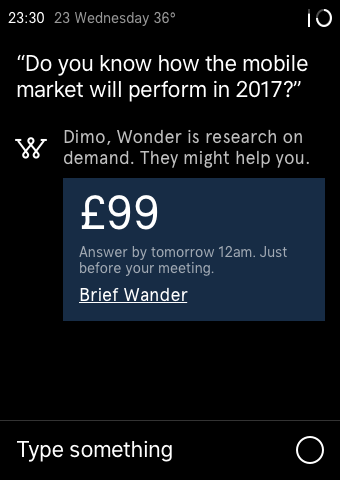 23:30 23 Wednesday 36°
“Do you know how the mobile
market will perform in 2017?”
Dimo, Wonder is research on
demand. They might help you.
£99
Answer by tomorrow 12am. Just
before your meeting.
Brief Wander
Type something